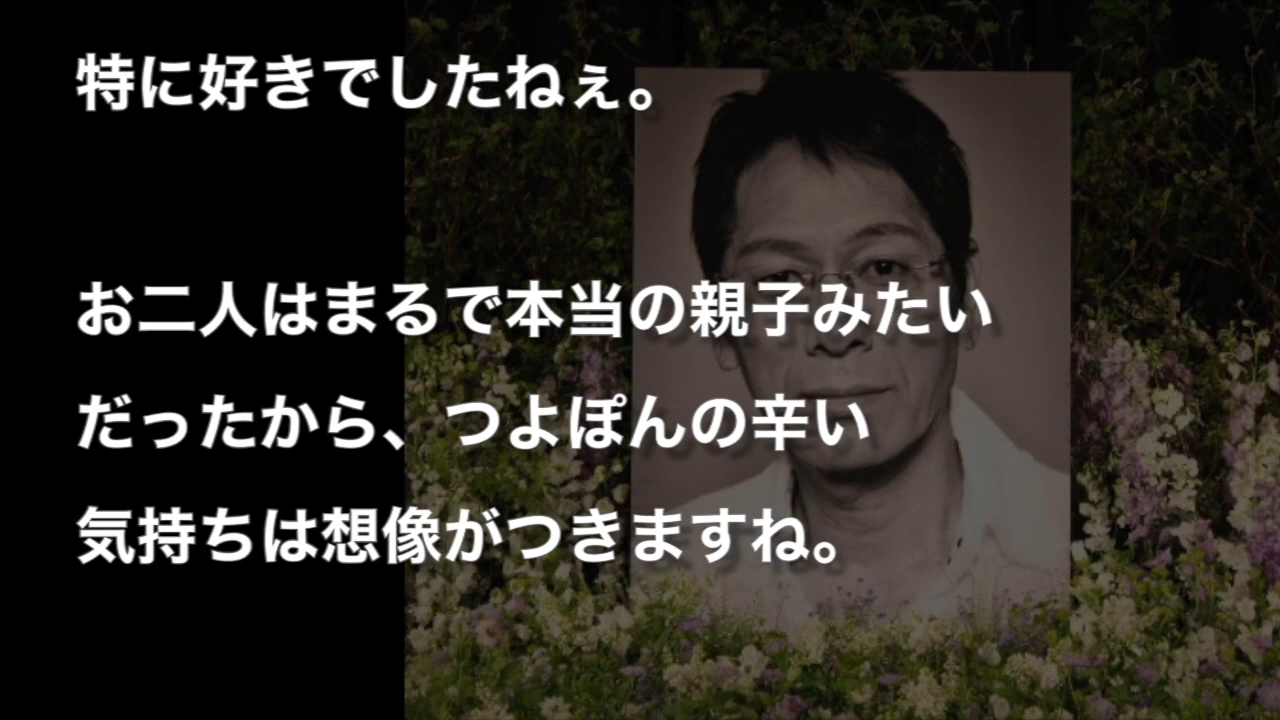 特に好きでしたねぇ。
お二人はまるで本当の親子みたい
だったから、つよぽんの辛い
気持ちは想像がつきますね。